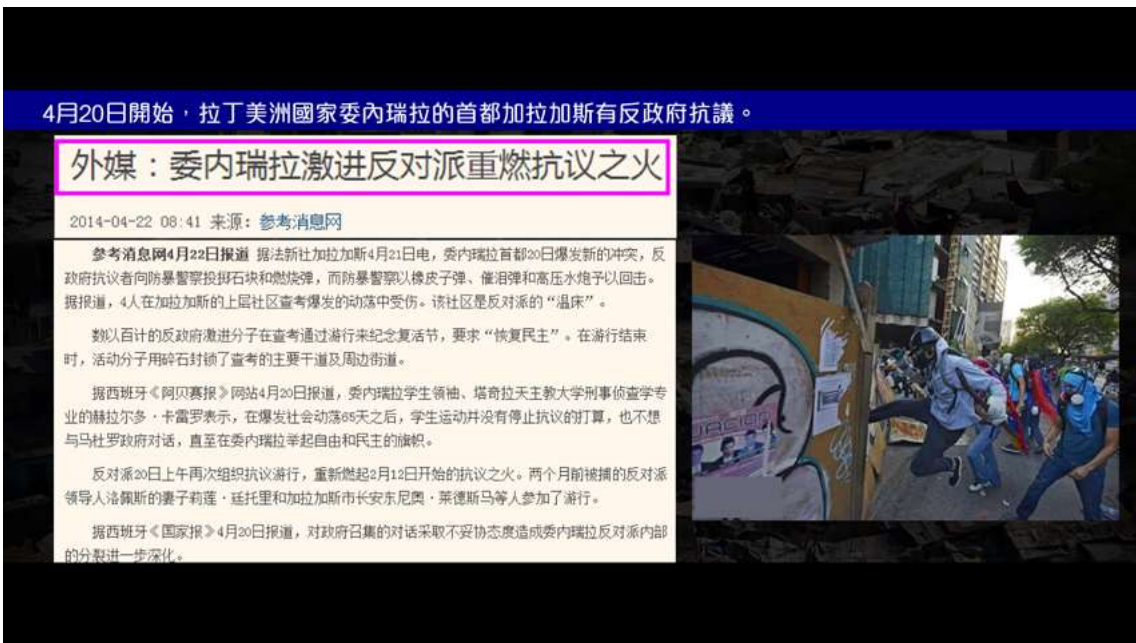 4月20日開始，拉丁美洲國家委內瑞拉的首都加拉加斯有反政府抗議。
外媒：委内瑞拉激进反对派重燃抗议之火
2014-04-22 08:41 来源：参考消息网
参考消息网4月22日报道 据法新社加拉加斯4月21日电，委内瑞拉首都20日爆发新的冲突，反
政府抗议者向防暴警察投掷石块和燃烧弹，而防暴警察以橡皮子弹、催泪弹和高压水炮予以回击。
据报道，4人在加拉加斯的上层社区查考爆发的动荡中受伤。该社区是反对派的“温床”。
数以百计的反政府激进分子在查考通过游行来纪念复活节，要求“恢复民主”。在游行结束
时，活动分子用碎石封锁了查考的主要干道及周边街道。
据西班牙《阿贝赛报》网站4月20日报道，委内瑞拉学生领袖、塔奇拉天主教大学刑事侦查学专
业的赫拉尔多·卡雷罗表示，在爆发社会动荡65天之后，学生运动并没有停止抗议的打算，也不想
与马杜罗政府对话，直至在委内瑞拉举起自由和民主的旗帜。
反对派20日上午再次组织抗议游行，重新燃起2月12日开始的抗议之火。两个月前被捕的反对派
领导人洛佩斯的妻子莉莲·廷托里和加拉加斯市长安东尼奥·莱德斯马等人参加了游行。
据西班牙《国家报》4月20日报道，对政府召集的对话采取不妥协态度造成委内瑞拉反对派内部
的分裂进一步深化。